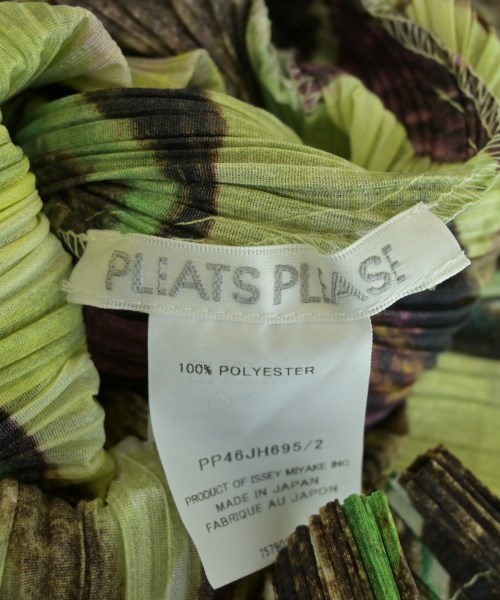 PLEATS PLEASE
100% POLYESTER
PP46JH695/2
PRODUCT OF ISSEY MIYAKE INC.
MADE IN JAPAN
FABRIQUE AU JAPON